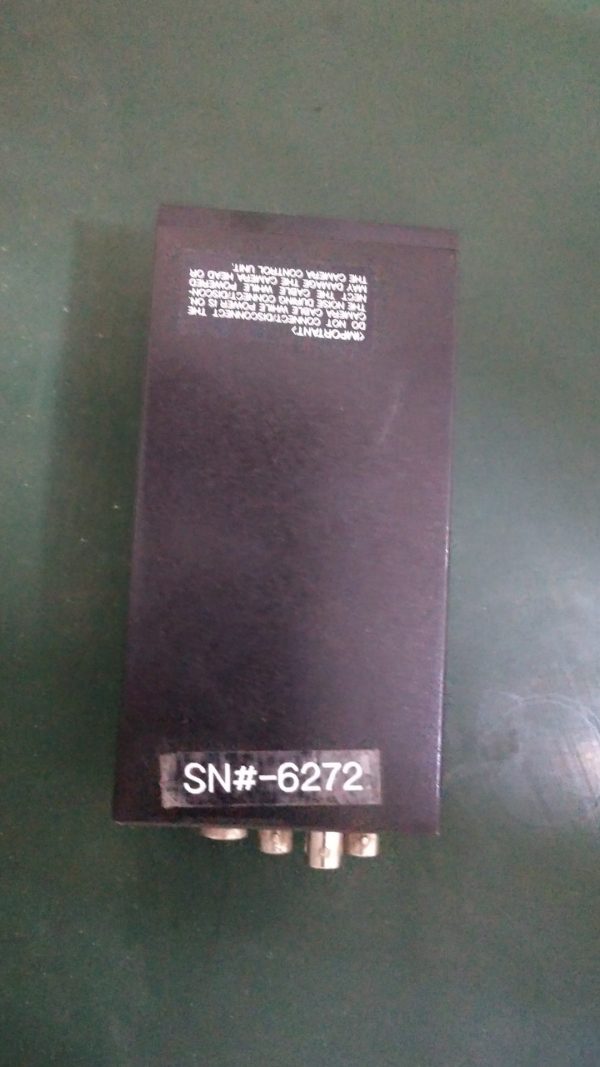 <IMPORTANT>
DO NOT CONNECT/DISCONNECT THE
CAMERA CABLE WHILE POWER IS ON.
THE NOISE DURING CONNECT/DISCON-
NECT THE CABLE WHILE POWERED
MAY DAMAGE THE CAMERA HEAD OR
THE CAMERA CONTROL UNIT.
SN#-6272